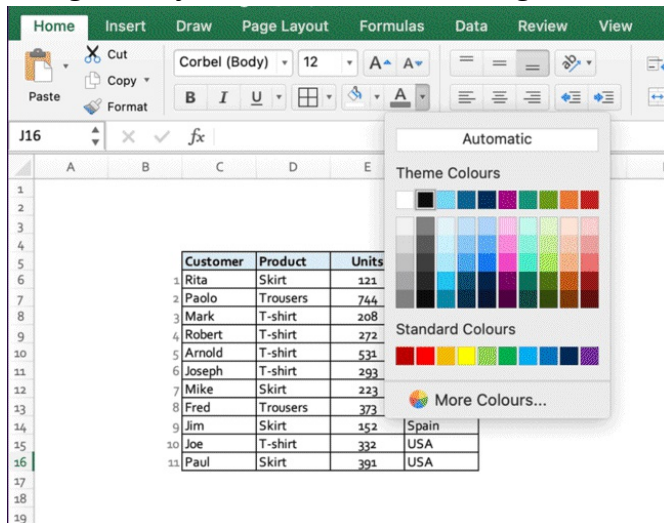 Home Insert Draw Page Layout Formulas Data Review View
Cut
Corbel (Body) 12 A A
Copy
Paste
Format
B I U A
J16 fx
Automatic
A B C D E
Theme Colours
1
2
3
4
5 Customer Product Units
6 1 Rita Skirt 121
7 2 Paolo Trousers 744
8 3 Mark T-shirt 208
9 4 Robert T-shirt 272
Standard Colours
10 5 Arnold T-shirt 531
11 6 Joseph T-shirt 293
12 7 Mike Skirt 223
More Colours...
13 8 Fred Trousers 373
14 9 Jim Skirt 152 Spain
15 10 Joe T-shirt 332 USA
16 11 Paul Skirt 391 USA
17
18
19